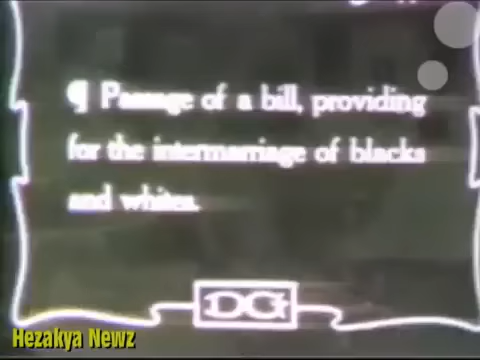 ¶ Passage of a bill, providing
for the intermarriage of blacks
and whites.
DG
Hezakya Newz